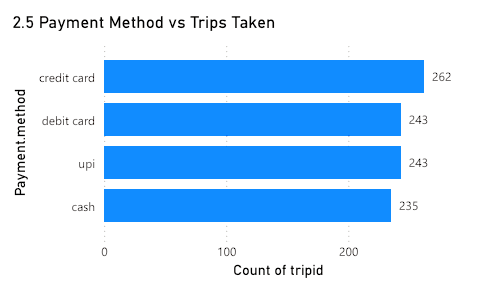 2.5 Payment Method vs Trips Taken
Payment.method
credit card 262
debit card 243
upi 243
cash 235
0 100 200
Count of tripid